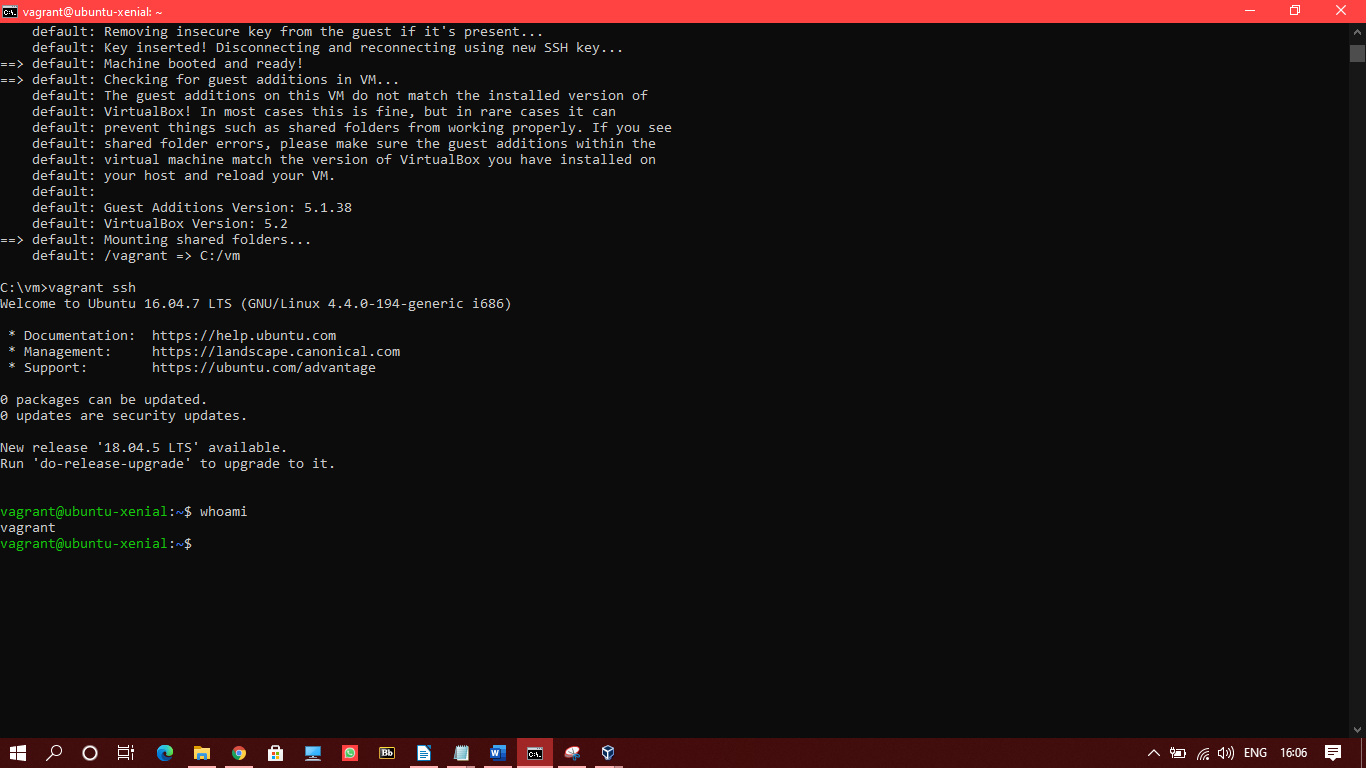 vagrant@ubuntu-xenial: ~
default: Removing insecure key from the guest if it's present...
default: Key inserted! Disconnecting and reconnecting using new SSH key...
==> default: Machine booted and ready!
==> default: Checking for guest additions in VM...
default: The guest additions on this VM do not match the installed version of
default: VirtualBox! In most cases this is fine, but in rare cases it can
default: prevent things such as shared folders from working properly. If you see
default: shared folder errors, please make sure the guest additions within the
default: virtual machine match the version of VirtualBox you have installed on
default: your host and reload your VM.
default:
default: Guest Additions Version: 5.1.38
default: VirtualBox Version: 5.2
==> default: Mounting shared folders...
default: /vagrant => C:/vm
C:\vm>vagrant ssh
Welcome to Ubuntu 16.04.7 LTS (GNU/Linux 4.4.0-194-generic i686)
* Documentation:  https://help.ubuntu.com
* Management:     https://landscape.canonical.com
* Support:        https://ubuntu.com/advantage
0 packages can be updated.
0 updates are security updates.
New release '18.04.5 LTS' available.
Run 'do-release-upgrade' to upgrade to it.
vagrant@ubuntu-xenial:~$ whoami
vagrant
vagrant@ubuntu-xenial:~$
Bb
W
ENG
16:06